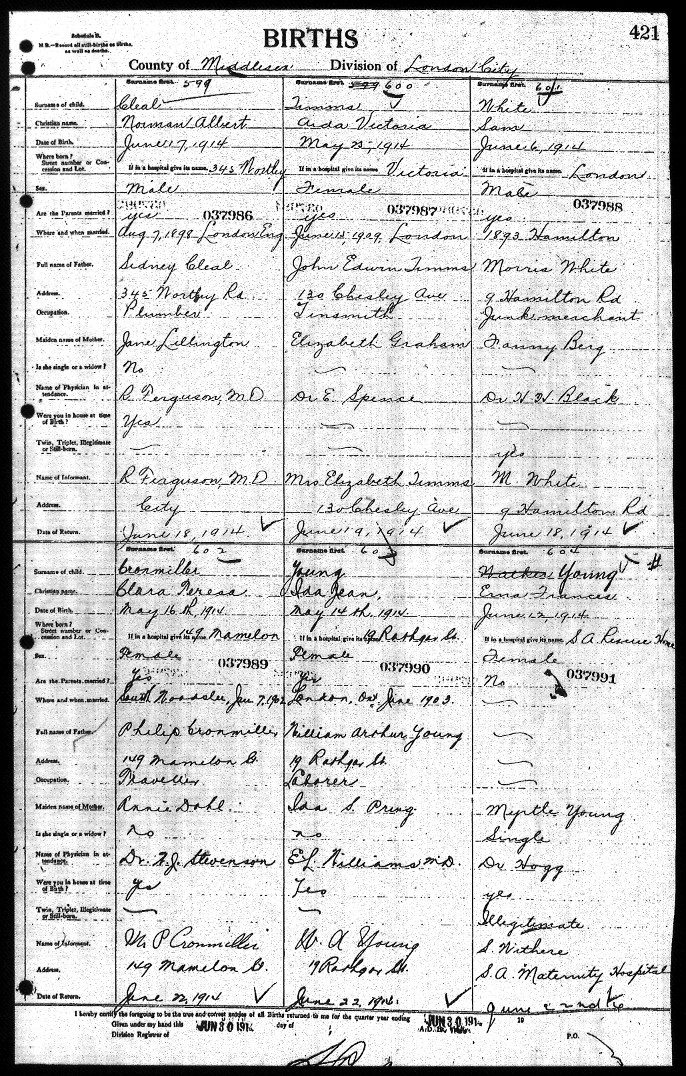 Schedule B.
N.B.—Record all still-births as births, as well as deaths.
BIRTHS
421
County of Middlesex Division of London City
Surname first. 599 Surname first. 599 600 Surname first. 601
Surname of child. Cleal Timms White
Christian name. Norman Albert Aida Victoria Sam
Date of Birth. June 17, 1914 May 23, 1914 June 6, 1914
Where born? Street number or Concession and Lot. If in a hospital give its name. 345 Wortley If in a hospital give its name. Victoria If in a hospital give its name. London
Sex. Male Female Male
037986 037987 037988
Are the Parents married? yes yes yes
Where and when married. Aug. 7, 1898 London Eng June 15, 1909, London 1893 Hamilton
Full name of Father. Sidney Cleal John Edwin Timms Morris White
Address. 345 Wortley Rd 130 Chesley Ave 9 Hamilton Rd
Occupation. Plumber Tinsmith Junk merchant
Maiden name of Mother. Jane Lillington Elizabeth Graham Fanny Berg
Is she single or a widow? No
Name of Physician in attendance. R Ferguson, M.D Dr E. Spence Dr H H Black
Were you in house at time of Birth? Yes
Twin, Triplet, Illegitimate or Still-born. yes
Name of Informant. R Ferguson, M.D Mrs Elizabeth Timms M. White
Address. City 130 Chesley Ave 9 Hamilton Rd
Date of Return. June 18, 1914 June 19, 1914 June 18, 1914
Surname first. 602 Surname first. 603 Surname first. 604
Surname of child. Cronmiller Young Young #
Christian name. Clara Teresa Ida Jean Erma Frances
Date of Birth. May 16th, 1914 May 14th, 1914. June 12, 1914
Where born? Street number or Concession and Lot. If in a hospital give its name. 149 Mamelon If in a hospital give its name. 19 Rathgar St. If in a hospital give its name. S.A. Rescue Home
Sex. Female Female Female
037989 037990 037991
Are the Parents married? Yes Yes No
Where and when married. South Jan 7, 1902 London, Ont June 1903.
Full name of Father. Philip Cronmiller William Arthur Young
Address. 149 Mamelon St. 19 Rathgar St.
Occupation. Traveller Laborer
Maiden name of Mother. Annie Dahl. Ida S. Pring Myrtle Young
Is she single or a widow? no no Single
Name of Physician in attendance. Dr. W.J. Stevenson E L Williams M.D. Dr Hogg
Were you in house at time of Birth? yes Yes yes
Twin, Triplet, Illegitimate or Still-born. Illegitimate
Name of Informant. P Cronmiller W. A Young S. Withers
Address. 149 Mamelon St. 19 Rathgar St. S.A. Maternity Hospital
Date of Return. June 22, 1914 June 22, 1914. June 22nd
I hereby certify the foregoing to be the true and correct entries of all Births returned to me for the quarter year ending JUN 30 1914 19
Given under my hand this JUN 30 1914 day of A.D.
Division Registrar of P.O.